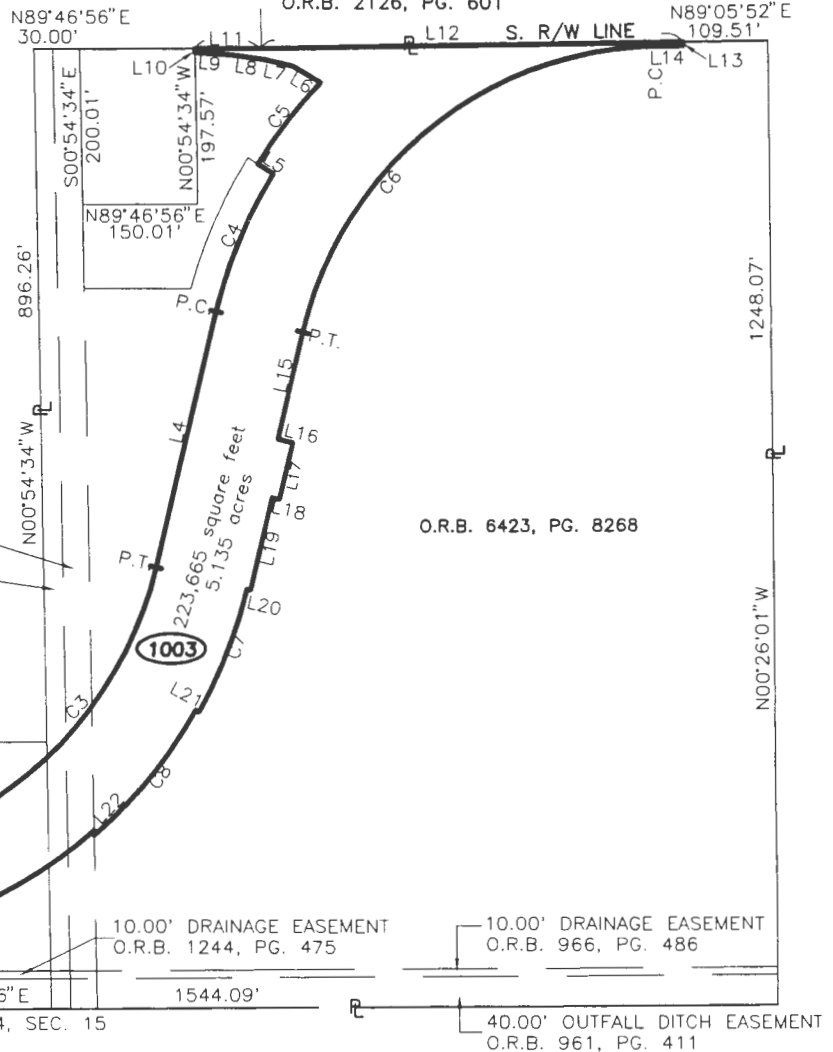 O.R.B. 2126, PG. 601
N89°46'56"E
30.00'
N89°05'52"E
109.51'
L11
L12
S. R/W LINE
L10
L9
L8
L7
L6
L14
L13
P.C.
S00°54'34"E
200.01'
N00°54'34"W
197.57'
C5
L5
C6
N89°46'56"E
150.01'
C4
896.26'
1248.07'
P.C.
P.T.
L15
L4
L16
N00°54'34"W
L17
L18
223,665 square feet
5.135 acres
O.R.B. 6423, PG. 8268
L19
P.T.
L20
1003
C7
N00°26'01"W
L21
C3
C8
L22
10.00' DRAINAGE EASEMENT
O.R.B. 1244, PG. 475
10.00' DRAINAGE EASEMENT
O.R.B. 966, PG. 486
6"E
1544.09'
4, SEC. 15
40.00' OUTFALL DITCH EASEMENT
O.R.B. 961, PG. 411